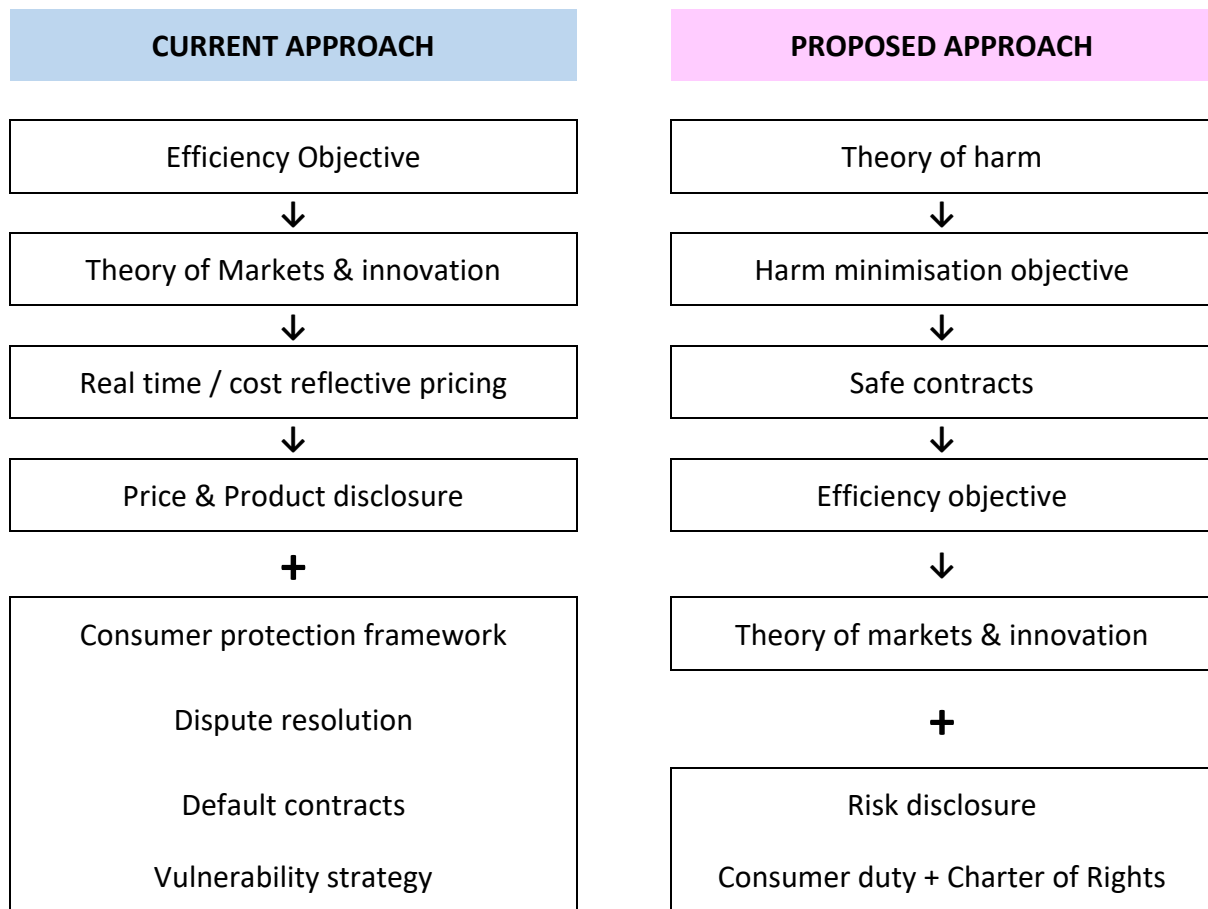 CURRENT APPROACH
Efficiency Objective
↓
Theory of Markets & innovation
↓
Real time / cost reflective pricing
↓
Price & Product disclosure
+
Consumer protection framework
Dispute resolution
Default contracts
Vulnerability strategy
PROPOSED APPROACH
Theory of harm
↓
Harm minimisation objective
↓
Safe contracts
↓
Efficiency objective
↓
Theory of markets & innovation
+
Risk disclosure
Consumer duty + Charter of Rights